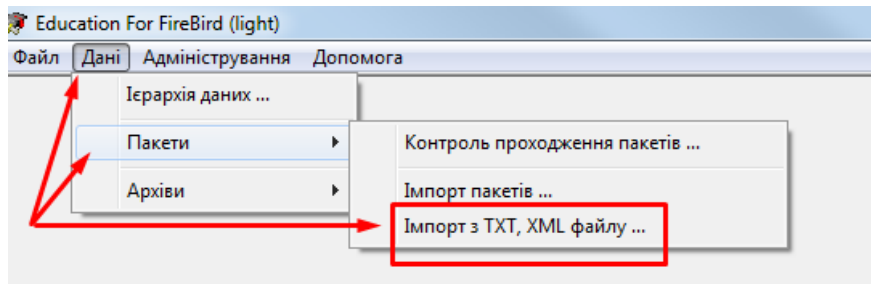 Education For FireBird (light)
Файл Дані Адміністрування Допомога
Ієрархія даних ...
Пакети
Контроль проходження пакетів ...
Архіви
Імпорт пакетів ...
Імпорт з TXT, XML файлу ...